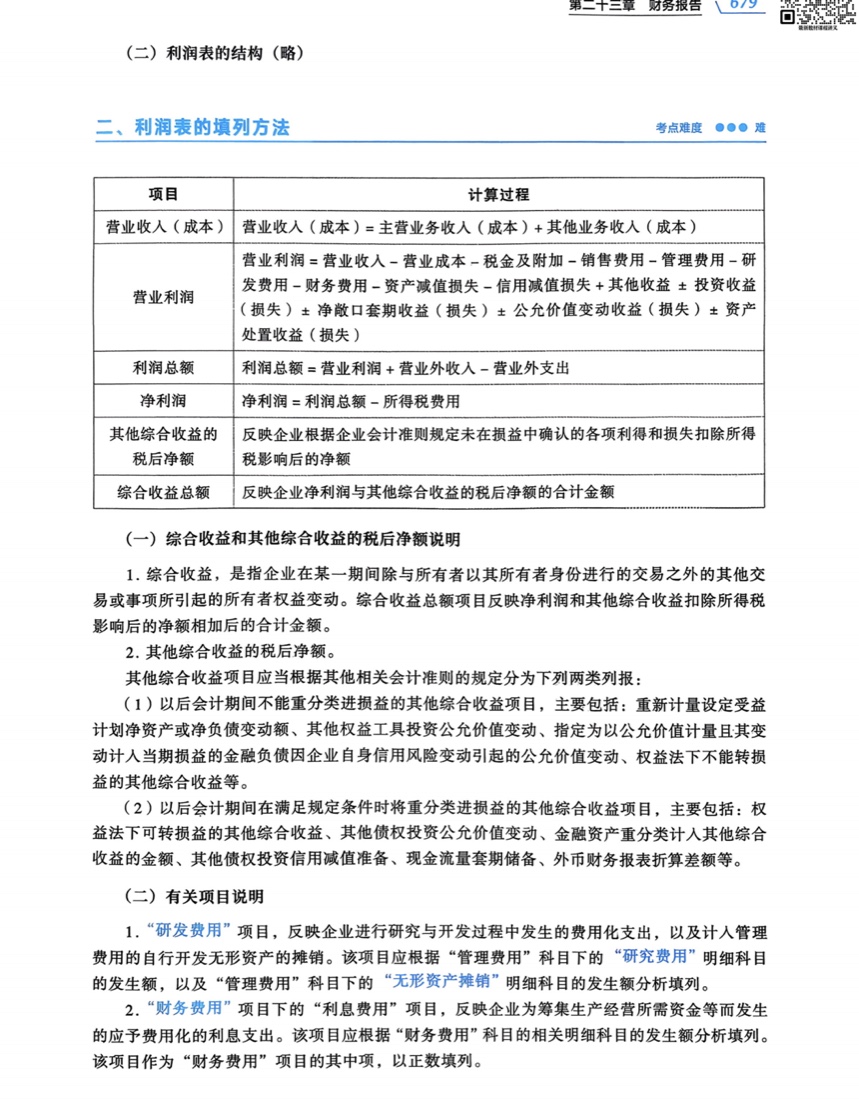 第二十三章 财务报告 679
（二）利润表的结构（略）
二、利润表的填列方法
考点难度 难
项目 计算过程
营业收入（成本） 营业收入（成本）= 主营业务收入（成本）+ 其他业务收入（成本）
营业利润 营业利润 = 营业收入 - 营业成本 - 税金及附加 - 销售费用 - 管理费用 - 研
发费用 - 财务费用 - 资产减值损失 - 信用减值损失 + 其他收益 ± 投资收益
（损失）± 净敞口套期收益（损失）± 公允价值变动收益（损失）± 资产
处置收益（损失）
利润总额 利润总额 = 营业利润 + 营业外收入 - 营业外支出
净利润 净利润 = 利润总额 - 所得税费用
其他综合收益的
税后净额
反映企业根据企业会计准则规定未在损益中确认的各项利得和损失扣除所得
税影响后的净额
综合收益总额 反映企业净利润与其他综合收益的税后净额的合计金额
（一）综合收益和其他综合收益的税后净额说明
1. 综合收益，是指企业在某一期间除与所有者以其所有者身份进行的交易之外的其他交
易或事项所引起的所有者权益变动。综合收益总额项目反映净利润和其他综合收益扣除所得税
影响后的净额相加后的合计金额。
2. 其他综合收益的税后净额。
其他综合收益项目应当根据其他相关会计准则的规定分为下列两类列报：
（1）以后会计期间不能重分类进损益的其他综合收益项目，主要包括：重新计量设定受益
计划净资产或净负债变动额、其他权益工具投资公允价值变动、指定为以公允价值计量且其变
动计入当期损益的金融负债因企业自身信用风险变动引起的公允价值变动、权益法下不能转损
益的其他综合收益等。
（2）以后会计期间在满足规定条件时将重分类进损益的其他综合收益项目，主要包括：权
益法下可转损益的其他综合收益、其他债权投资公允价值变动、金融资产重分类计入其他综合
收益的金额、其他债权投资信用减值准备、现金流量套期储备、外币财务报表折算差额等。
（二）有关项目说明
1. “研发费用”项目，反映企业进行研究与开发过程中发生的费用化支出，以及计入管理
费用的自行开发无形资产的摊销。该项目应根据“管理费用”科目下的“研究费用”明细科目
的发生额，以及“管理费用”科目下的“无形资产摊销”明细科目的发生额分析填列。
2. “财务费用”项目下的“利息费用”项目，反映企业为筹集生产经营所需资金等而发生
的应予费用化的利息支出。该项目应根据“财务费用”科目的相关明细科目的发生额分析填列。
该项目作为“财务费用”项目的其中项，以正数填列。